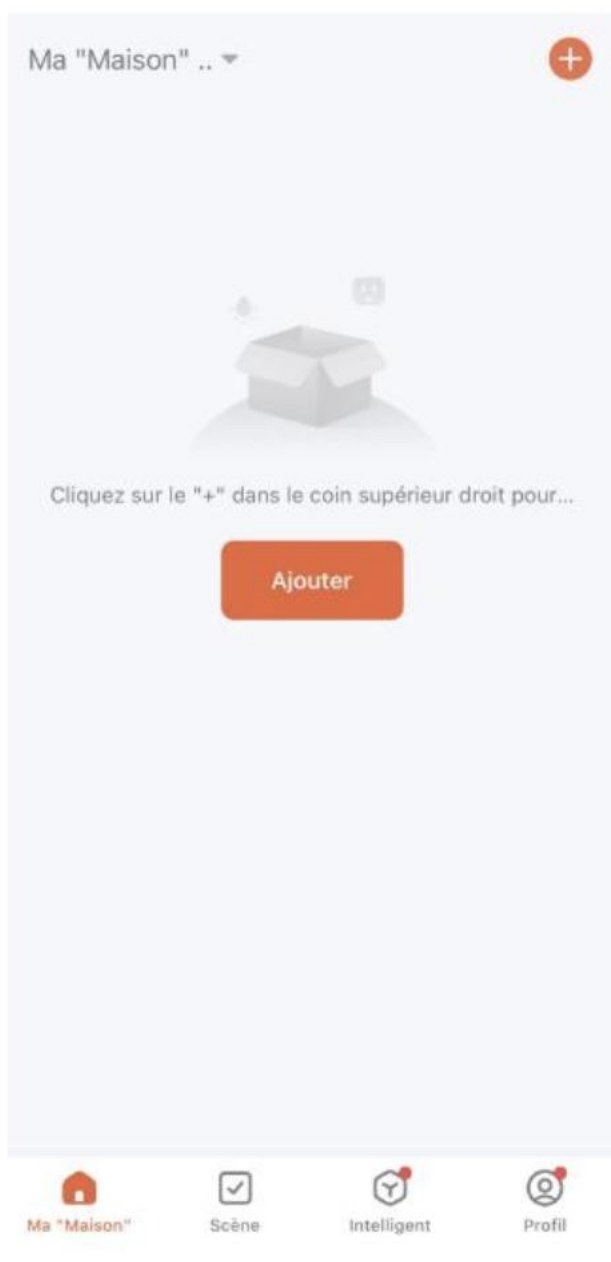 Ma "Maison" ..
Cliquez sur le "+" dans le coin supérieur droit pour...
Ajouter
Ma "Maison"
Scène
Intelligent
Profil